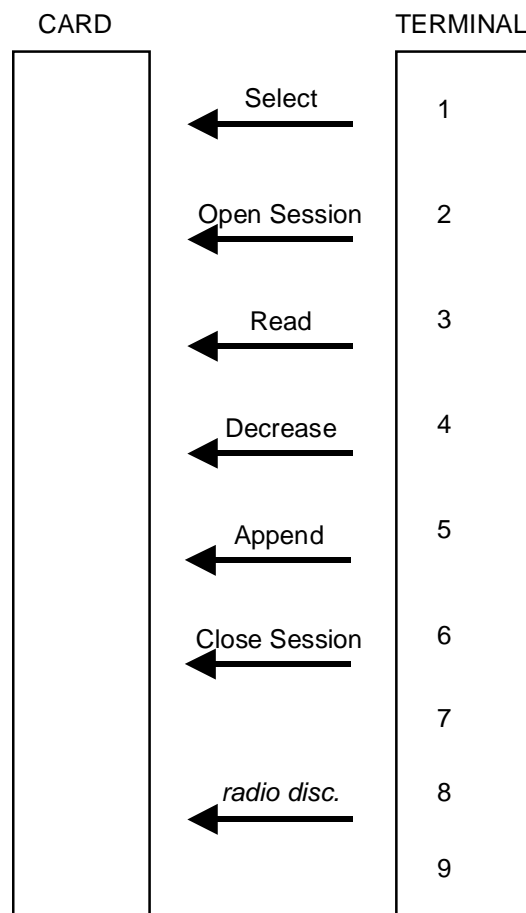 CARD TERMINAL
Select 1
Open Session 2
Read 3
Decrease 4
Append 5
Close Session 6
7
radio disc. 8
9